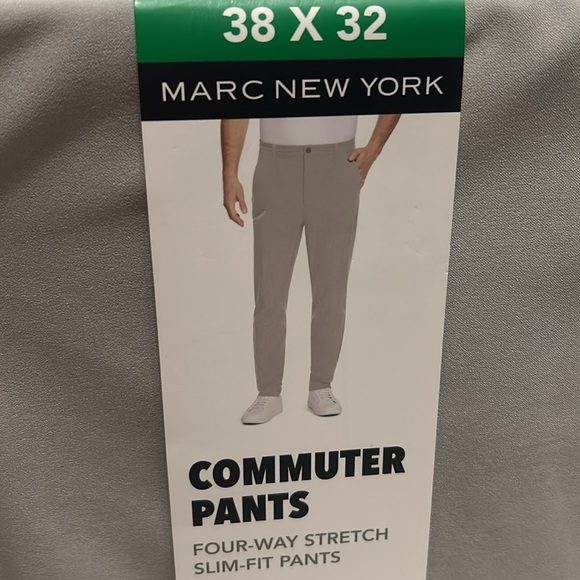 38 X 32
MARC NEW YORK
COMMUTER
PANTS
FOUR-WAY STRETCH
SLIM-FIT PANTS